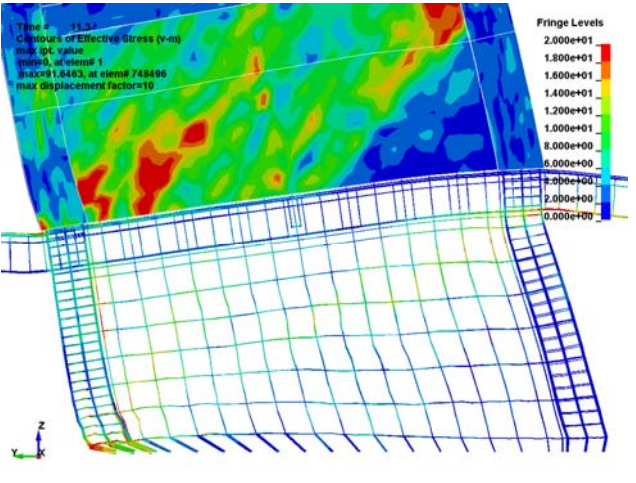 Time = 11.3
Contours of Effective Stress (v-m)
max ipt. value
min=0, at elem# 1
max=91.6463, at elem# 748496
max displacement factor=10
Fringe Levels
2.000e+01
1.800e+01
1.600e+01
1.400e+01
1.200e+01
1.000e+01
8.000e+00
6.000e+00
4.000e+00
2.000e+00
0.000e+00
Z
Y
X